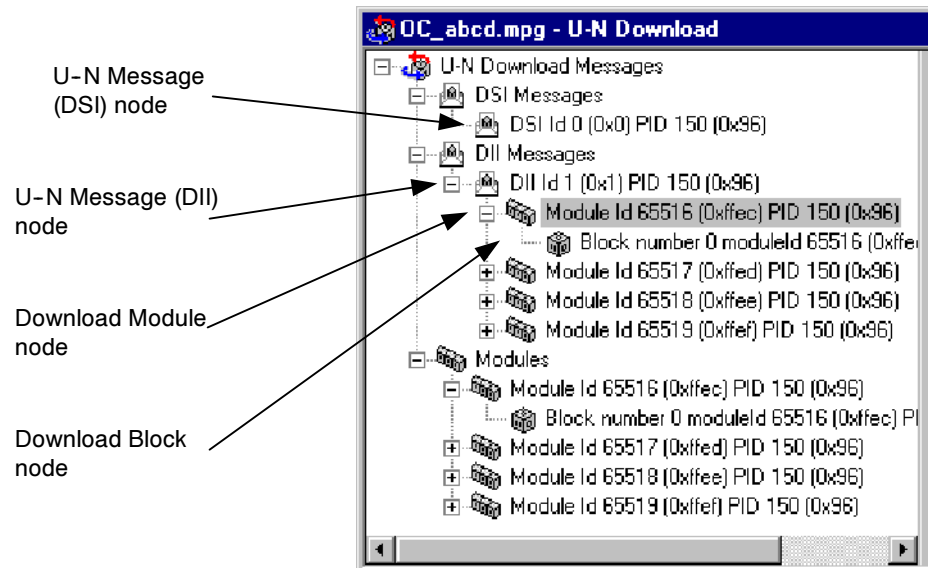 OC_abcd.mpg - U-N Download
U-N Download Messages
DSI Messages
DSI Id 0 (0x0) PID 150 (0x96)
DII Messages
DII Id 1 (0x1) PID 150 (0x96)
Module Id 65516 (0xffec) PID 150 (0x96)
Block number 0 moduleId 65516 (0xffe
Module Id 65517 (0xffed) PID 150 (0x96)
Module Id 65518 (0xffee) PID 150 (0x96)
Module Id 65519 (0xffef) PID 150 (0x96)
Modules
Module Id 65516 (0xffec) PID 150 (0x96)
Block number 0 moduleId 65516 (0xffec) PI
Module Id 65517 (0xffed) PID 150 (0x96)
Module Id 65518 (0xffee) PID 150 (0x96)
Module Id 65519 (0xffef) PID 150 (0x96)
U-N Message
(DSI) node
U-N Message (DII)
node
Download Module
node
Download Block
node